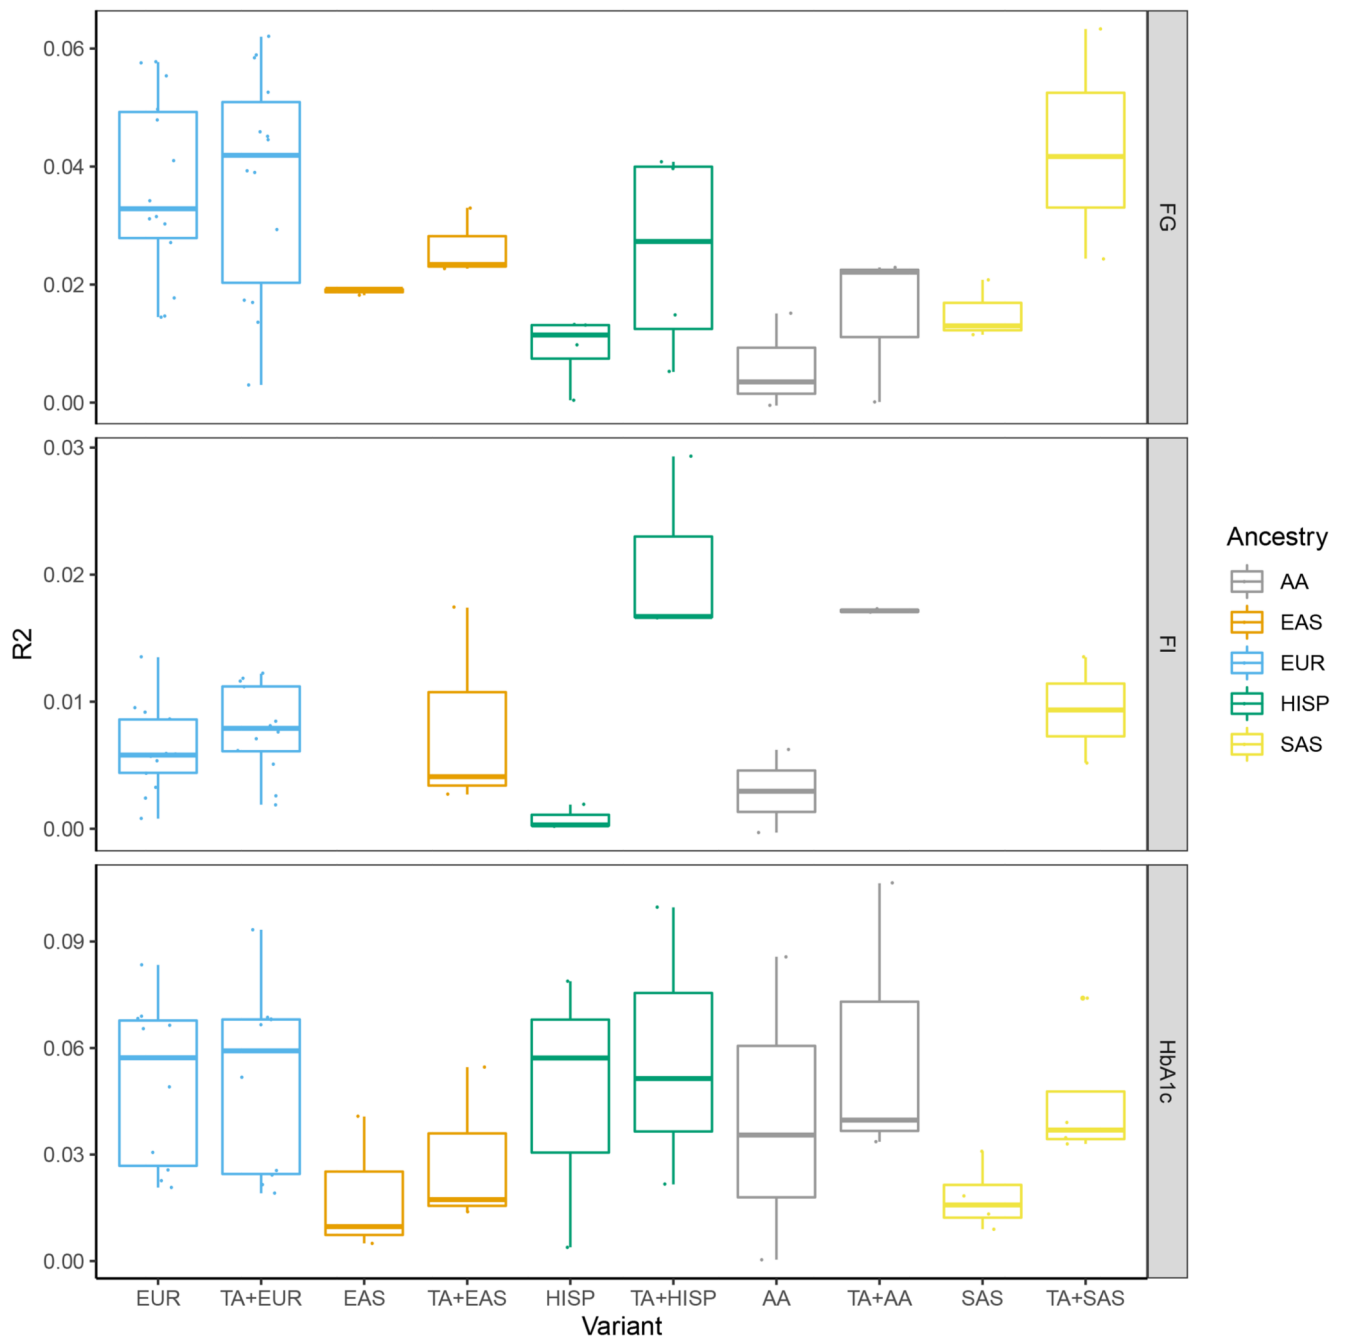 0.06
0.04
0.02
0.00
FG
0.03
0.02
0.01
0.00
FI
R2
0.09
0.06
0.03
0.00
HbA1c
EUR TA+EUR EAS TA+EAS HISP TA+HISP AA TA+AA SAS TA+SAS
Variant
Ancestry
AA
EAS
EUR
HISP
SAS